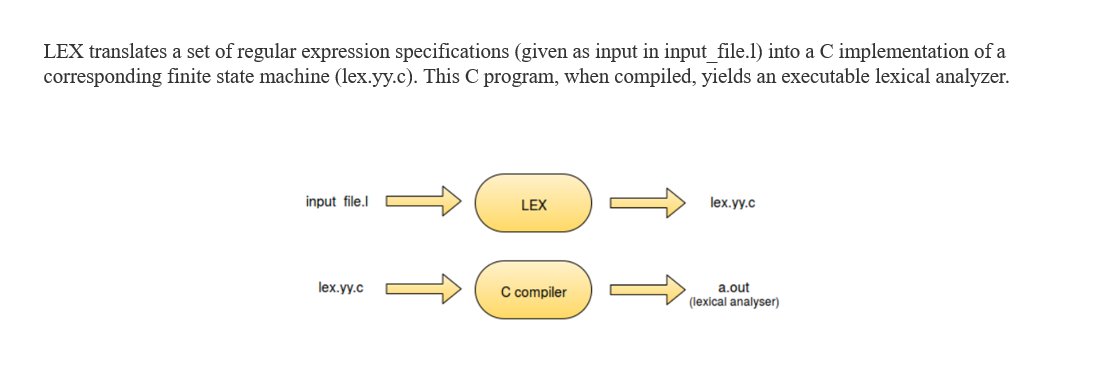 LEX translates a set of regular expression specifications (given as input in input_file.l) into a C implementation of a
corresponding finite state machine (lex.yy.c). This C program, when compiled, yields an executable lexical analyzer.
input file.l
LEX
lex.yy.c
lex.yy.c
C compiler
a.out
(lexical analyser)